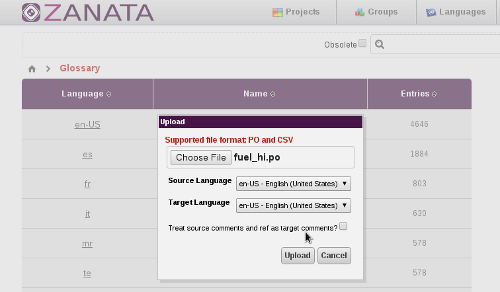 ZANATA Projects Groups Languages
Obsolete
Glossary
Language Name Entries
en-US 4646
es 1884
fr 803
it 630
mr 578
te 578
Upload
Supported file format: PO and CSV
Choose File fuel_hi.po
Source Language en-US - English (United States)
Target Language en-US - English (United States)
Treat source comments and ref as target comments?
Upload Cancel